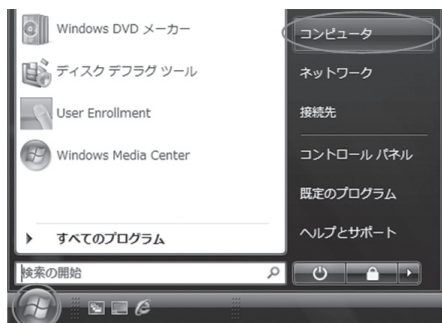 Windows DVD メーカー
ディスク デフラグ ツール
User Enrollment
Windows Media Center
すべてのプログラム
検索の開始
コンピュータ
ネットワーク
接続先
コントロール パネル
既定のプログラム
ヘルプとサポート